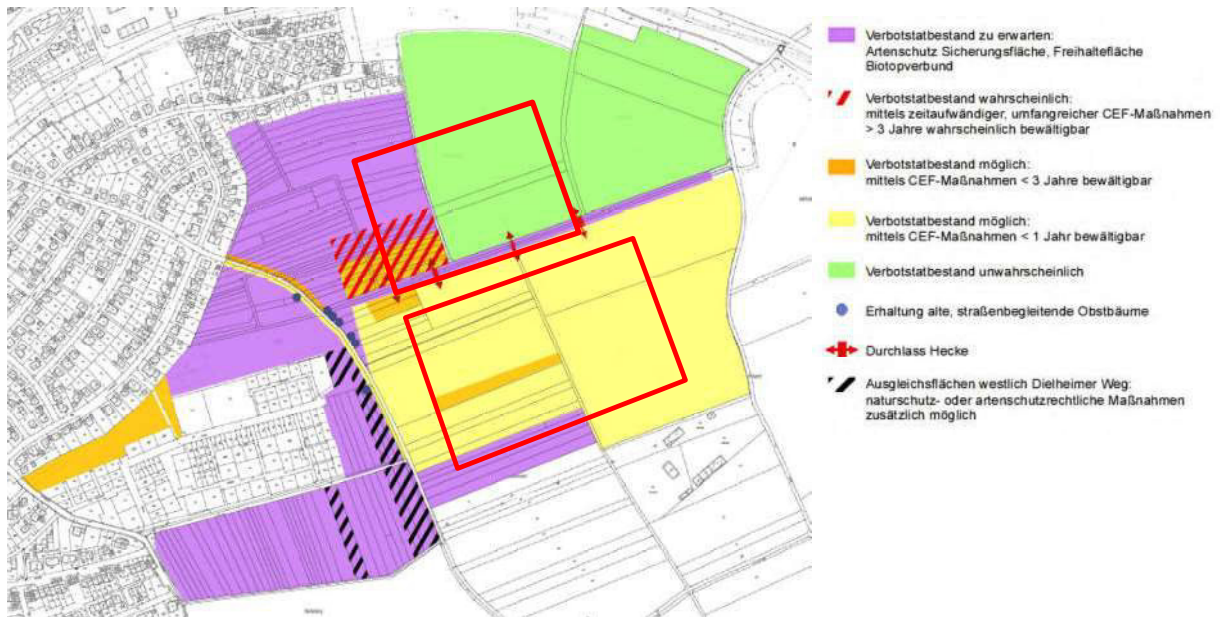 Verbotstatbestand zu erwarten:
Artenschutz Sicherungsfläche, Freihaltefläche
Biotopverbund
Verbotstatbestand wahrscheinlich:
mittels zeitaufwändiger, umfangreicher CEF-Maßnahmen
> 3 Jahre wahrscheinlich bewältigbar
Verbotstatbestand möglich:
mittels CEF-Maßnahmen < 3 Jahre bewältigbar
Verbotstatbestand möglich:
mittels CEF-Maßnahmen < 1 Jahr bewältigbar
Verbotstatbestand unwahrscheinlich
Erhaltung alte, straßenbegleitende Obstbäume
Durchlass Hecke
Ausgleichsflächen westlich Dielheimer Weg:
naturschutz- oder artenschutzrechtliche Maßnahmen
zusätzlich möglich